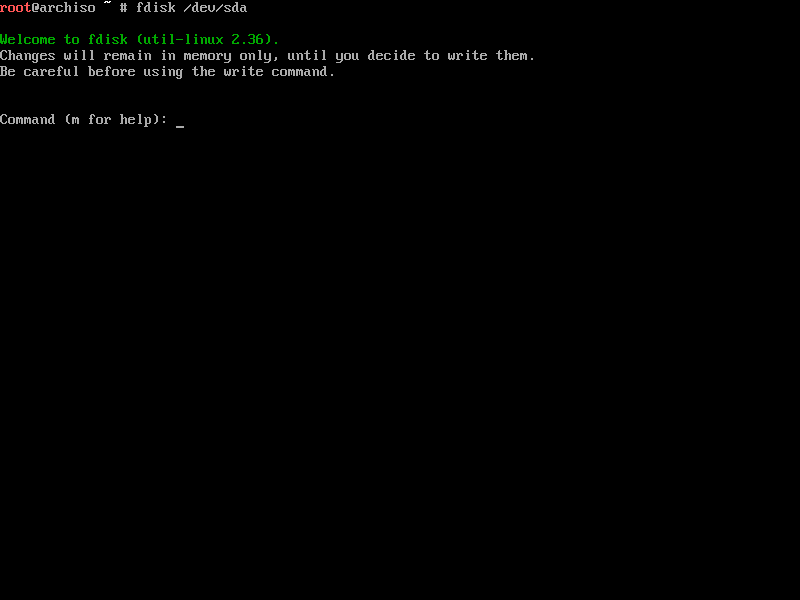 root@archiso ~ # fdisk /dev/sda
Welcome to fdisk (util-linux 2.36).
Changes will remain in memory only, until you decide to write them.
Be careful before using the write command.
Command (m for help): _